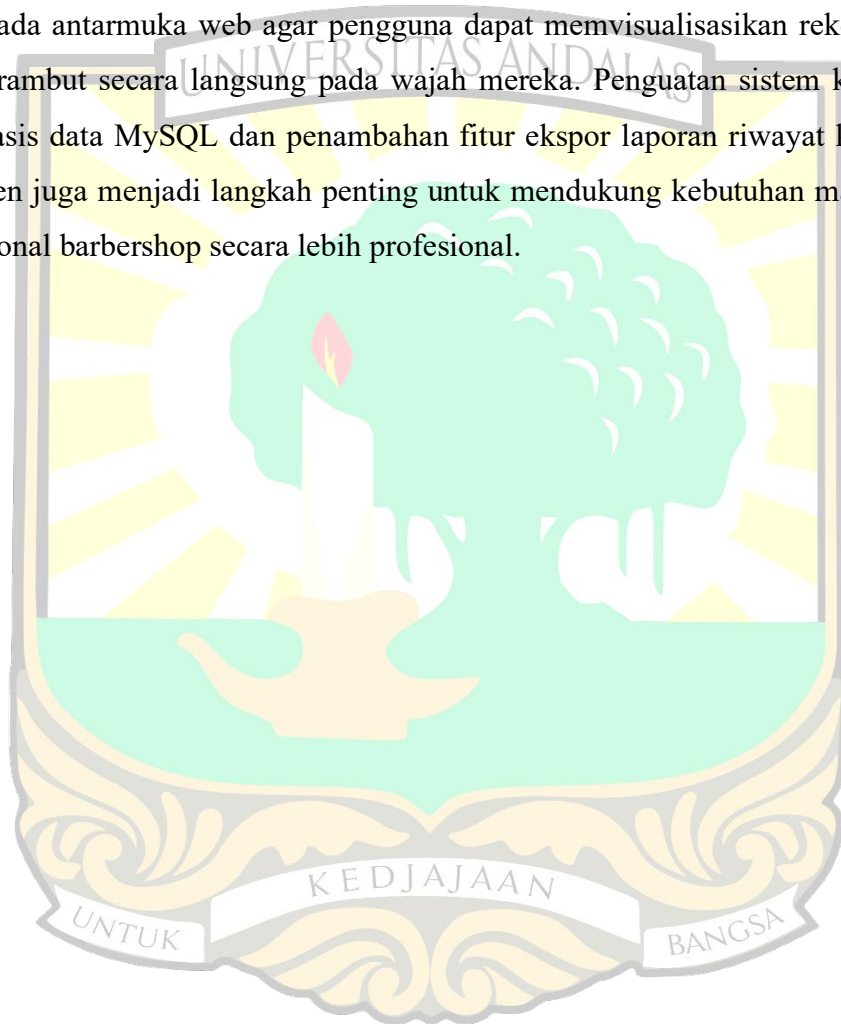 ada antarmuka web agar pengguna dapat memvisualisasikan rek
rambut secara langsung pada wajah mereka. Penguatan sistem k
asis data MySQL dan penambahan fitur ekspor laporan riwayat
en juga menjadi langkah penting untuk mendukung kebutuhan m
onal barbershop secara lebih profesional.
UNIVERSITAS ANDALAS
KEDJAJAAN
UNTUK
BANGSA